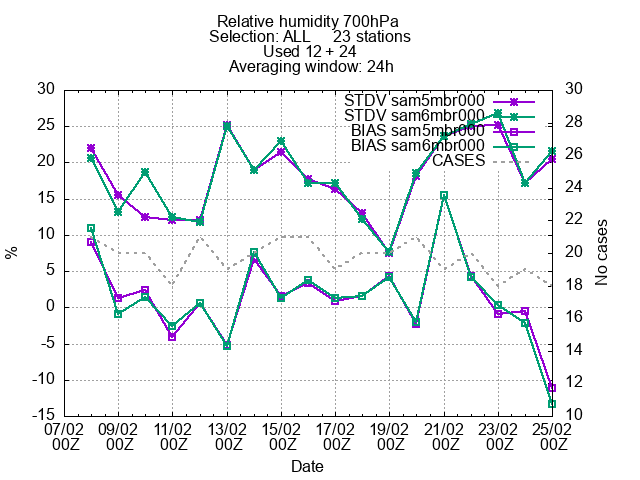 Relative humidity 700hPa
Selection: ALL 23 stations
Used 12 + 24
Averaging window: 24h
30 30
STDV sam5mbr000
STDV sam6mbr000
BIAS sam5mbr000
BIAS sam6mbr000
CASES
25 28
20 26
15 24
10 22
5 20
0 18
-5 16
-10 14
-15 12
10
%
No cases
07/02 09/02 11/02 13/02 15/02 17/02 19/02 21/02 23/02 25/02
00Z 00Z 00Z 00Z 00Z 00Z 00Z 00Z 00Z 00Z
Date